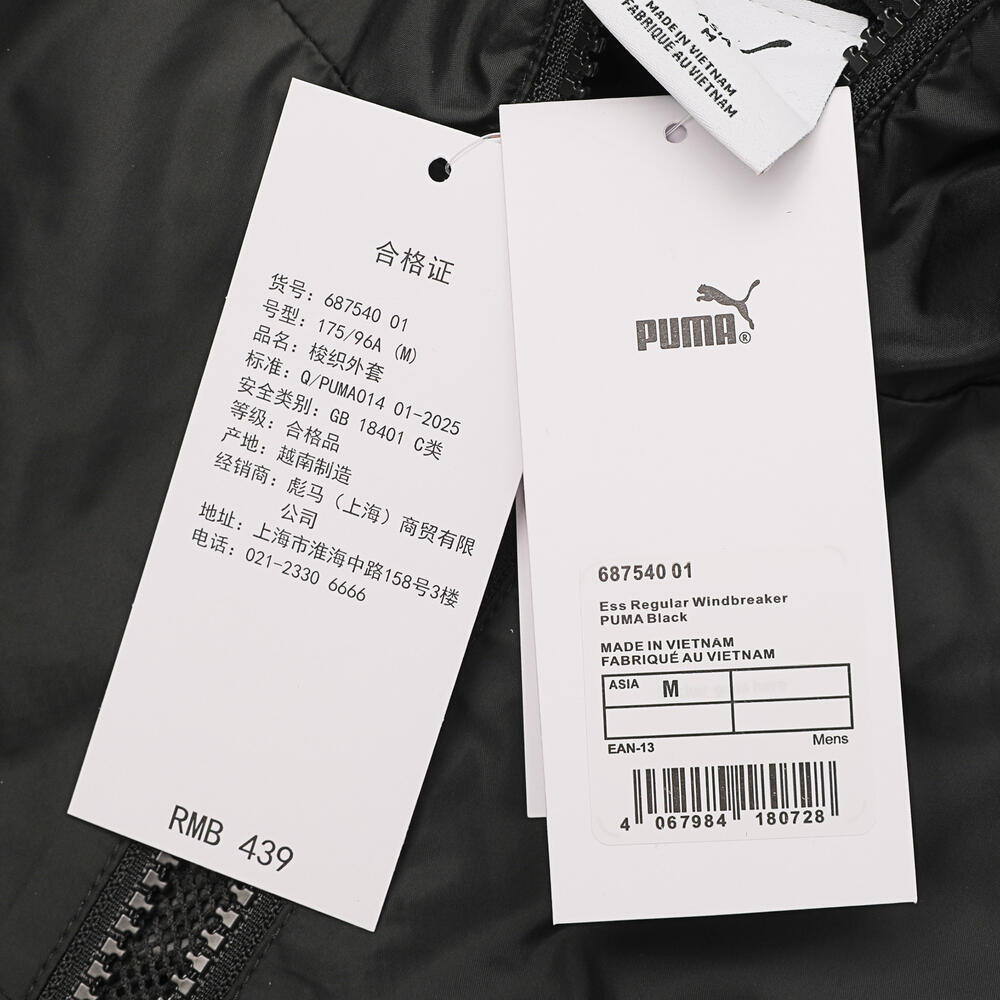 ASIA
M
MADE IN VIETNAM
FABRIQUE AU VIETNAM
合格证
货号: 687540 01
号型: 175/96A (M)
品名: 梭织外套
标准: Q/PUMA014 01-2025
安全类别: GB 18401 C类
等级: 合格品
产地: 越南制造
经销商: 彪马（上海）商贸有限
公司
地址: 上海市淮海中路158号3楼
电话: 021-2330 6666
RMB 439
PUMA®
687540 01
Ess Regular Windbreaker
PUMA Black
MADE IN VIETNAM
FABRIQUÉ AU VIETNAM
ASIA M
EAN-13 Mens
4 067984 180728